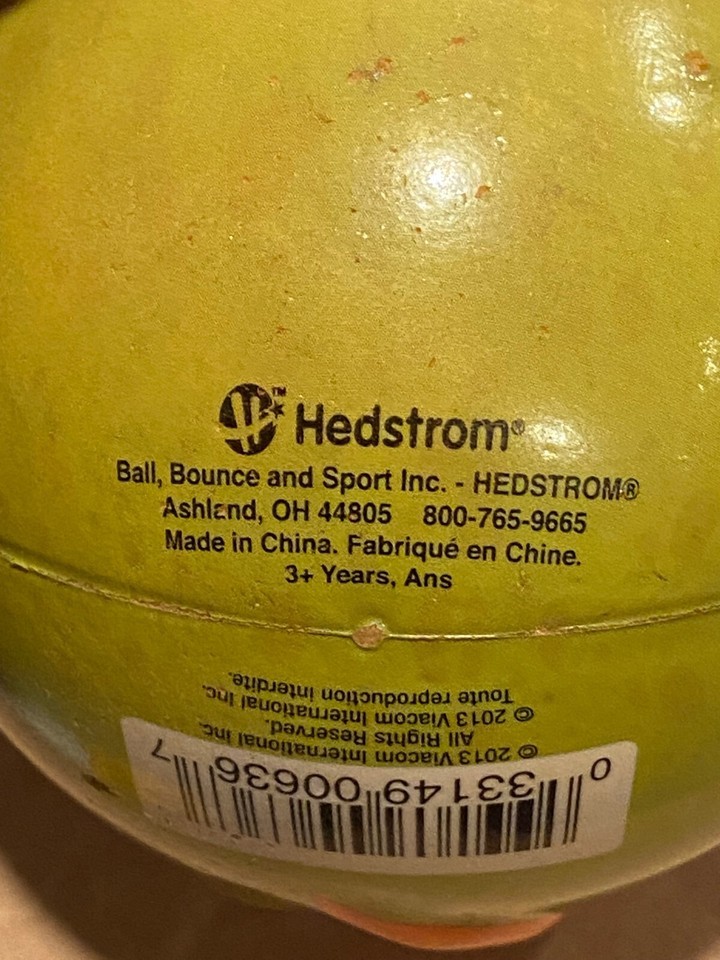 Hedstrom®
Ball, Bounce and Sport Inc. - HEDSTROM®
Ashland, OH 44805 800-765-9665
Made in China. Fabriqué en Chine.
3+ Years, Ans
0 33149 00636 7
© 2013 Viacom International Inc.
All Rights Reserved.
© 2013 Viacom International Inc.
Toute reproduction interdite.